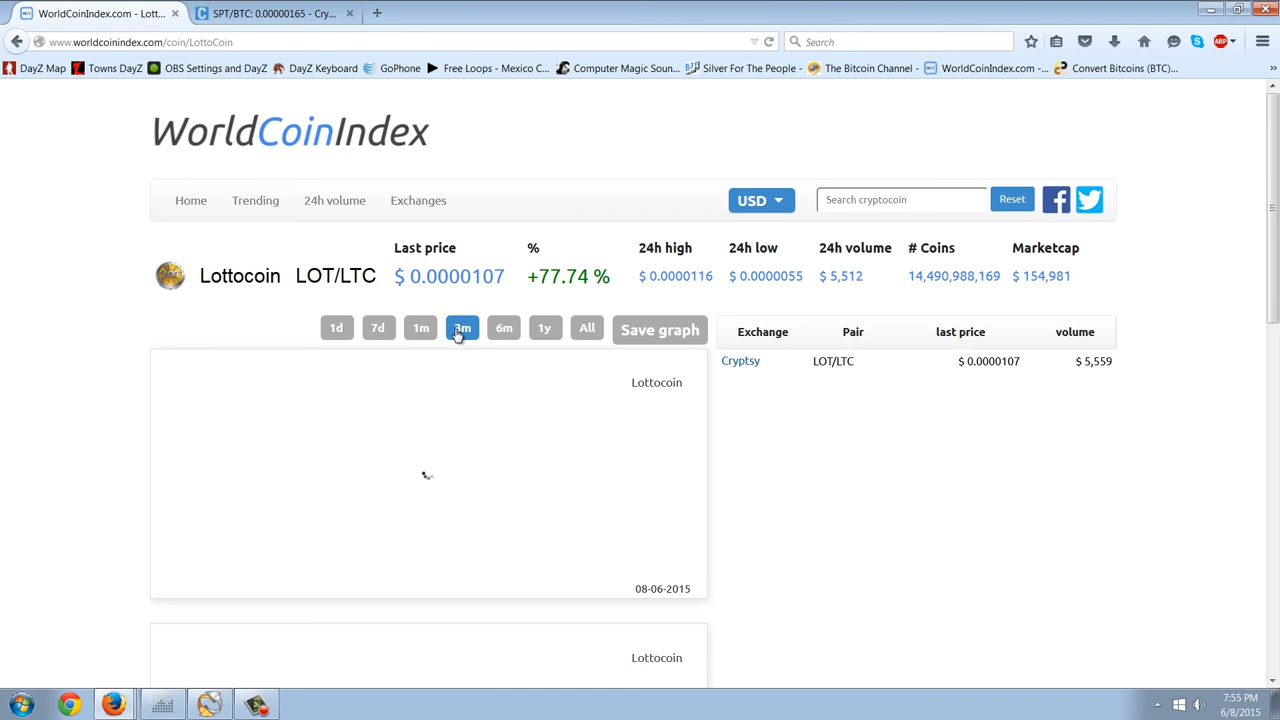 WorldCoinIndex.com - Lott...
SPT/BTC: 0.00000165 - Cry...
www.worldcoinindex.com/coin/LottoCoin
Search
ABP
DayZ Map
Towns DayZ
OBS Settings and DayZ
DayZ Keyboard
GoPhone
Free Loops - Mexico C...
Computer Magic Soun...
Silver For The People - ...
The Bitcoin Channel - ...
WorldCoinIndex.com - ...
Convert Bitcoins (BTC)...
WorldCoinIndex
Home Trending 24h volume Exchanges
USD
Search cryptocoin
Reset
Last price % 24h high 24h low 24h volume # Coins Marketcap
Lottocoin LOT/LTC $ 0.0000107 +77.74 % $ 0.0000116 $ 0.0000055 $ 5,512 14,490,988,169 $ 154,981
1d 7d 1m 3m 6m 1y All Save graph
Exchange Pair last price volume
Cryptsy LOT/LTC $ 0.0000107 $ 5,559
Lottocoin
08-06-2015
Lottocoin
7:55 PM
6/8/2015